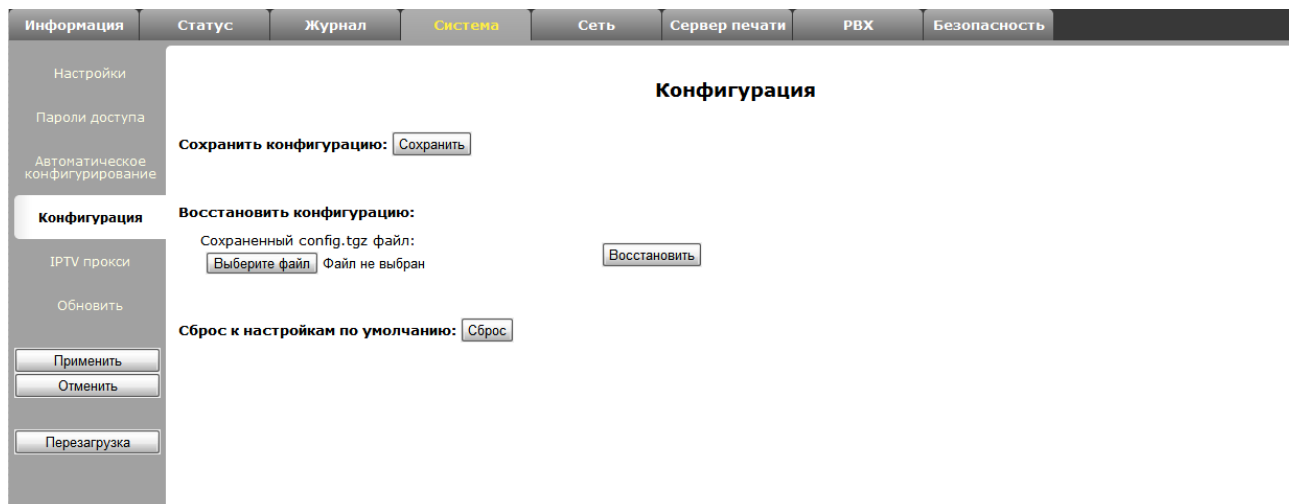 Информация Статус Журнал Система Сеть Сервер печати PBX Безопасность
Настройки
Пароли доступа
Автоматическое
конфигурирование
Конфигурация
IPTV прокси
Обновить
Применить
Отменить
Перезагрузка
Конфигурация
Сохранить конфигурацию: Сохранить
Восстановить конфигурацию:
Сохраненный config.tgz файл:
Выберите файл Файл не выбран Восстановить
Сброс к настройкам по умолчанию: Сброс